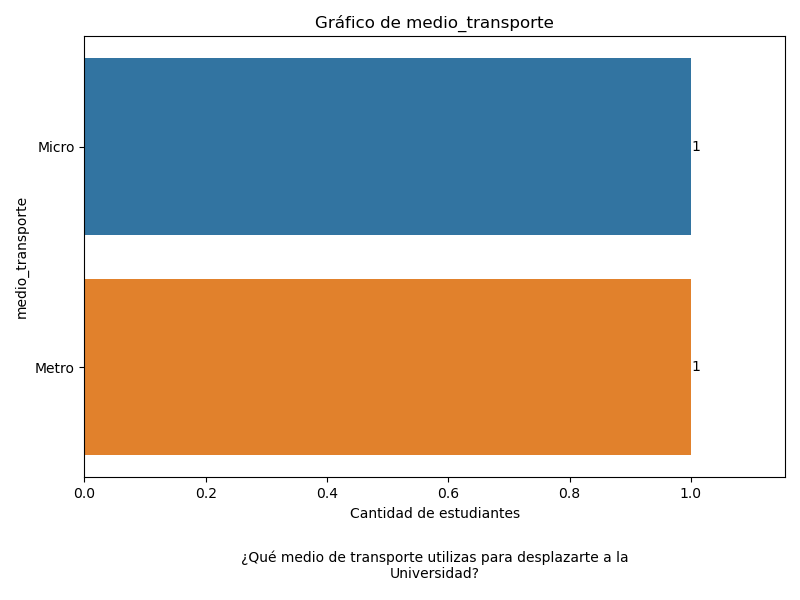 Gráfico de medio_transporte
Micro
1
medio_transporte
Metro
1
0.0 0.2 0.4 0.6 0.8 1.0
Cantidad de estudiantes
¿Qué medio de transporte utilizas para desplazarte a la
Universidad?